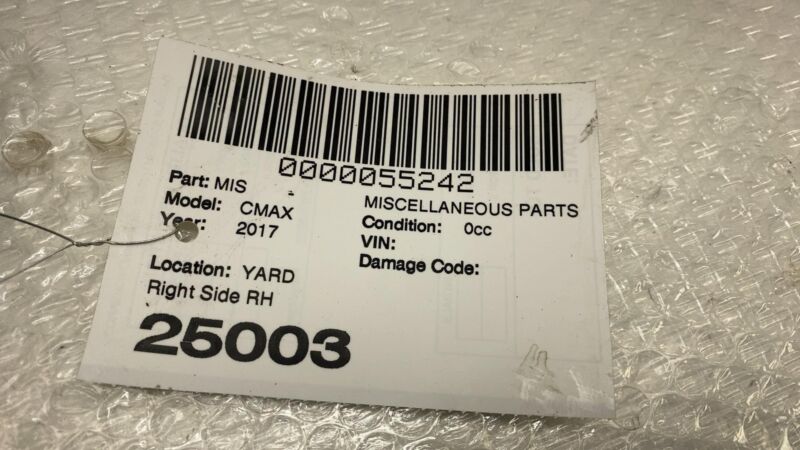 0000055242
Part: MIS
MISCELLANEOUS PARTS
Model: CMAX
Condition: 0cc
Year: 2017
VIN:
Damage Code:
Location: YARD
Right Side RH
25003